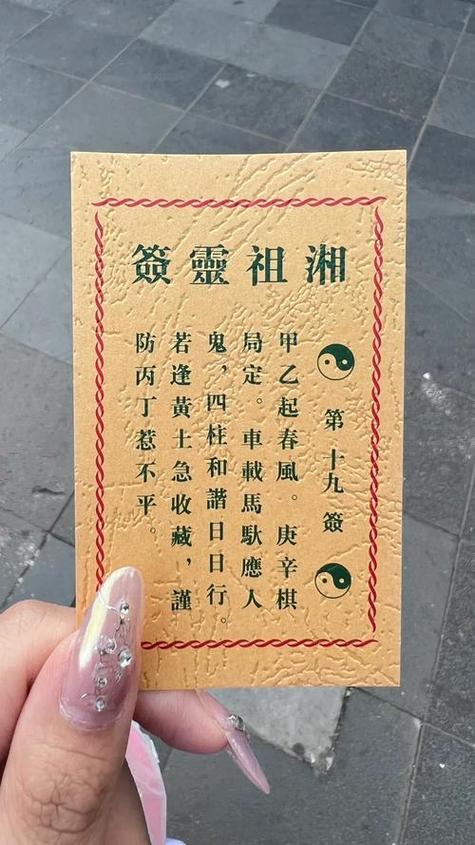 湘祖靈簽
第十九簽
甲乙起春風。庚辛棋
局定。車載馬馱應人
鬼，四柱和諧日日行。
若逢黃土急收藏，謹
防丙丁惹不平。